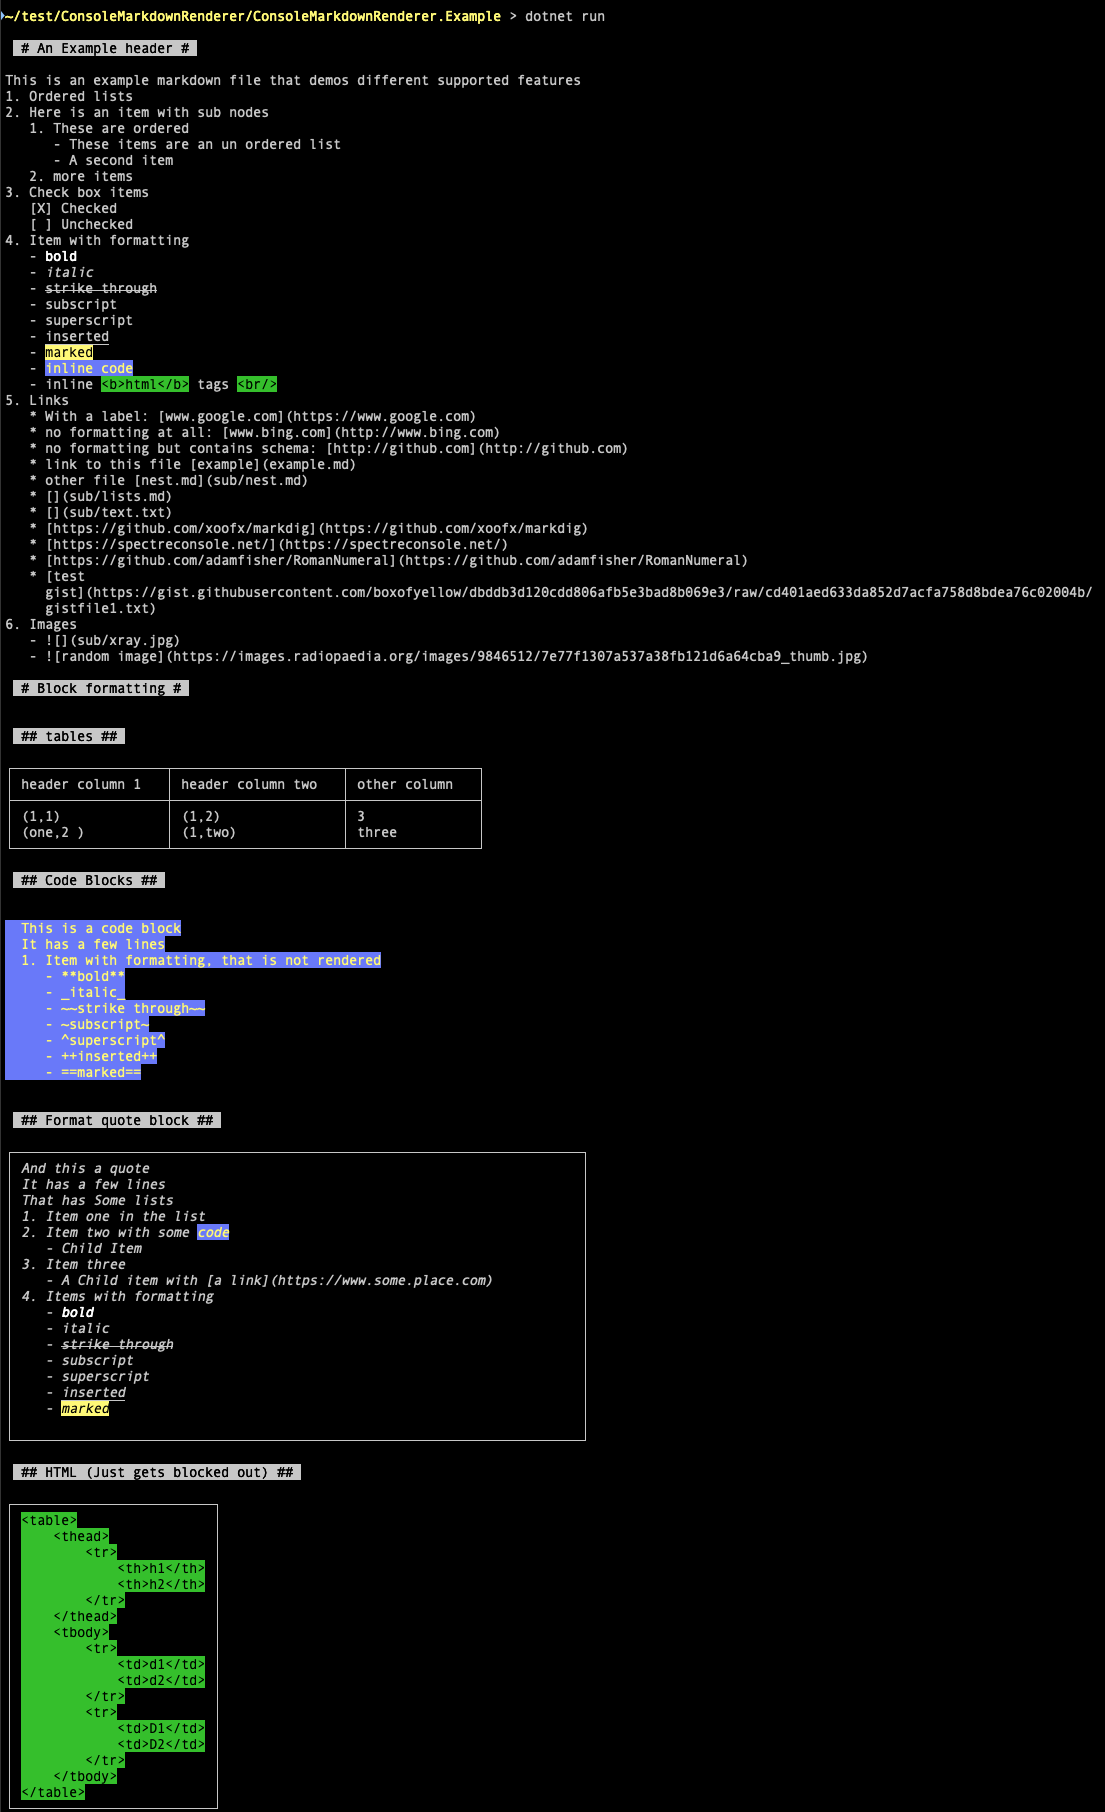 ~/test/ConsoleMarkdownRenderer/ConsoleMarkdownRenderer.Example > dotnet run
# An Example header #
This is an example markdown file that demos different supported features
1. Ordered lists
2. Here is an item with sub nodes
   1. These are ordered
      - These items are an un ordered list
      - A second item
   2. more items
3. Check box items
   [X] Checked
   [ ] Unchecked
4. Item with formatting
   - bold
   - italic
   - strike through
   - subscript
   - superscript
   - inserted
   - marked
   - inline code
   - inline <b>html</b> tags <br/>
5. Links
   * With a label: [www.google.com](https://www.google.com)
   * no formatting at all: [www.bing.com](http://www.bing.com)
   * no formatting but contains schema: [http://github.com](http://github.com)
   * link to this file [example](example.md)
   * other file [nest.md](sub/nest.md)
   * [](sub/lists.md)
   * [](sub/text.txt)
   * [https://github.com/xoofx/markdig](https://github.com/xoofx/markdig)
   * [https://spectreconsole.net/](https://spectreconsole.net/)
   * [https://github.com/adamfisher/RomanNumeral](https://github.com/adamfisher/RomanNumeral)
   * [test
     gist](https://gist.githubusercontent.com/boxofyellow/dbddb3d120cdd806afb5e3bad8b069e3/raw/cd401aed633da852d7acfa758d8bdea76c02004b/
     gistfile1.txt)
6. Images
   - ![](sub/xray.jpg)
   - ![random image](https://images.radiopaedia.org/images/9846512/7e77f1307a537a38fb121d6a64cba9_thumb.jpg)
# Block formatting #
## tables ##
header column 1 header column two other column
(1,1) (1,2) 3
(one,2 ) (1,two) three
## Code Blocks ##
This is a code block
It has a few lines
1. Item with formatting, that is not rendered
   - **bold**
   - _italic_
   - ~~strike through~~
   - ~subscript~
   - ^superscript^
   - ++inserted++
   - ==marked==
## Format quote block ##
And this a quote
It has a few lines
That has Some lists
1. Item one in the list
2. Item two with some code
   - Child Item
3. Item three
   - A Child item with [a link](https://www.some.place.com)
4. Items with formatting
   - bold
   - italic
   - strike through
   - subscript
   - superscript
   - inserted
   - marked
## HTML (Just gets blocked out) ##
<table>
    <thead>
        <tr>
            <th>h1</th>
            <th>h2</th>
        </tr>
    </thead>
    <tbody>
        <tr>
            <td>d1</td>
            <td>d2</td>
        </tr>
        <tr>
            <td>D1</td>
            <td>D2</td>
        </tr>
    </tbody>
</table>